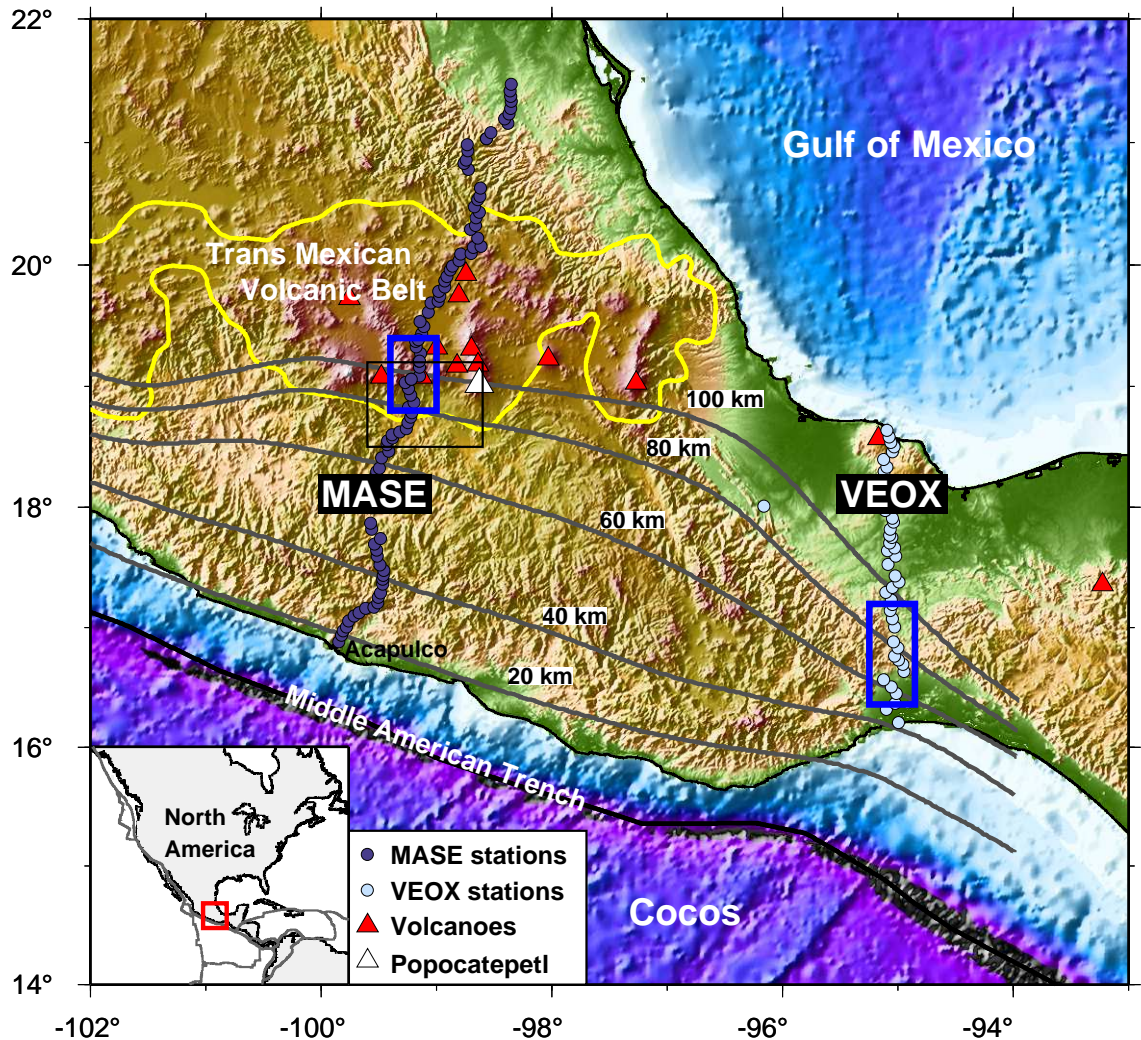 22°
20°
18°
16°
14°
-102°
-100°
-98°
-96°
-94°
Gulf of Mexico
Trans Mexican
Volcanic Belt
100 km
80 km
60 km
40 km
20 km
MASE
VEOX
Acapulco
Middle American Trench
Cocos
North
America
MASE stations
VEOX stations
Volcanoes
Popocatepetl